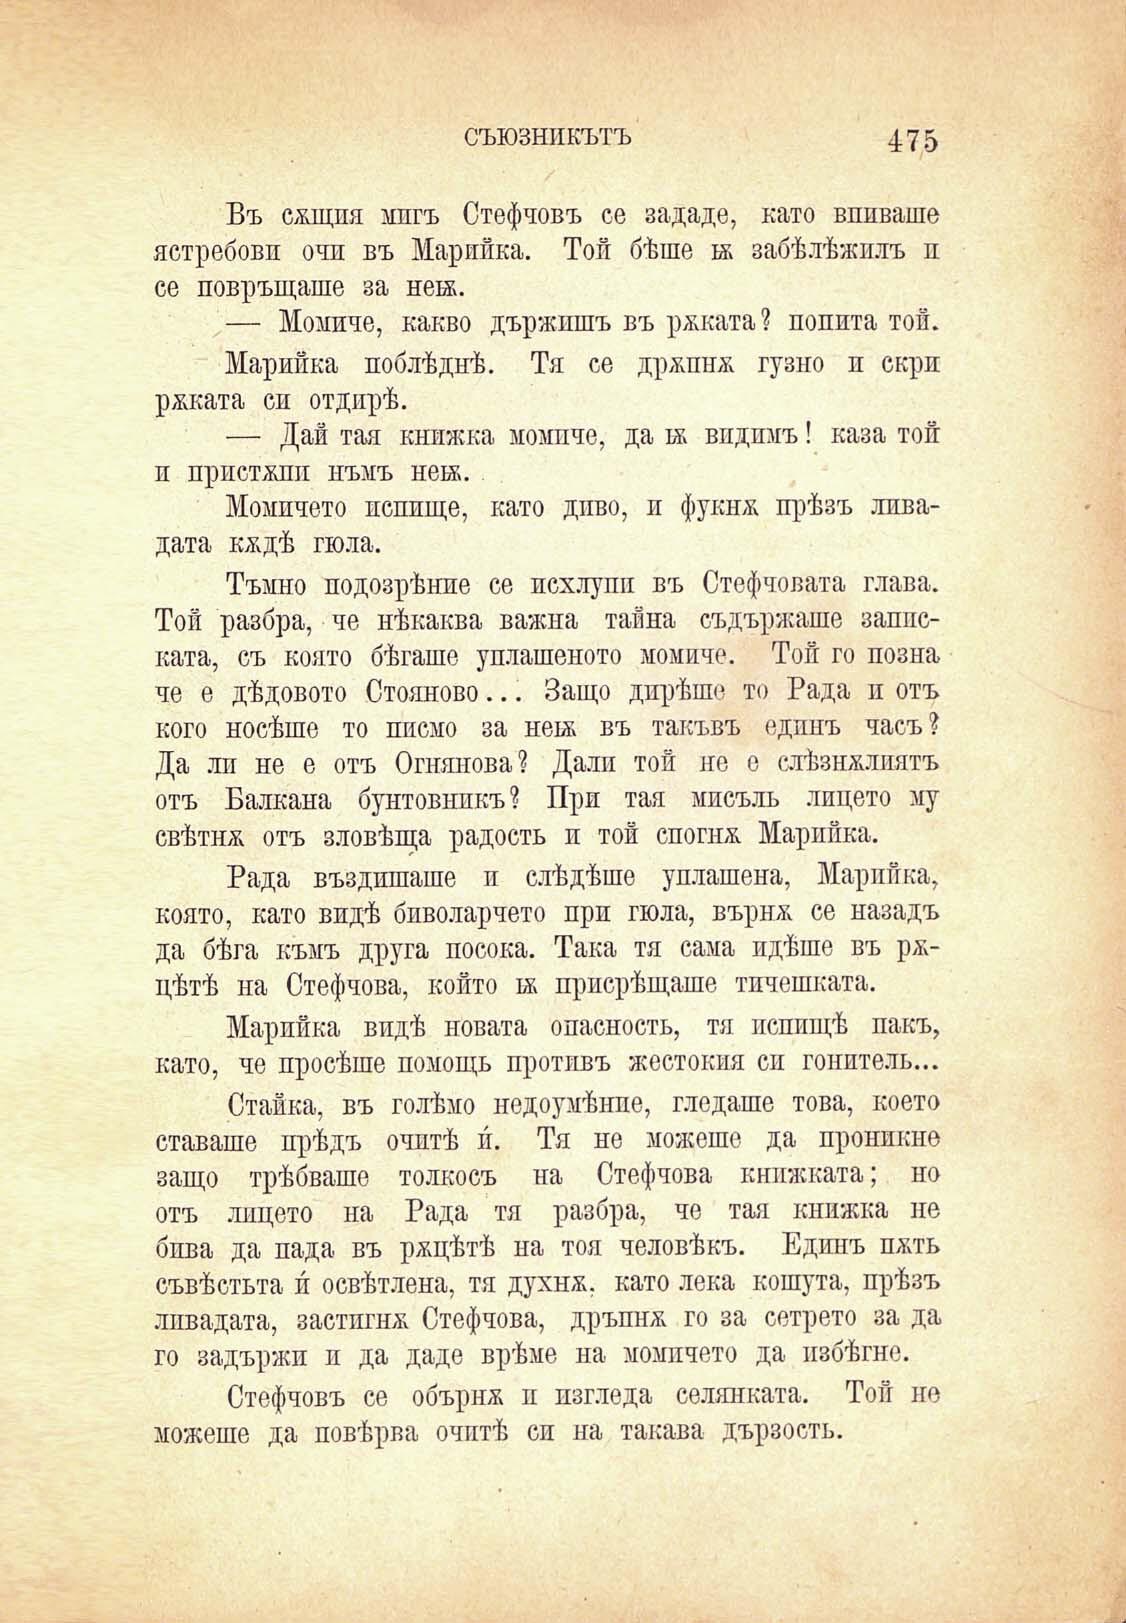 СЪЮЗНИКЪТЪ 475
Въ сѫщия мигъ Стефчовъ се зададе, като впиваше
ястребови очи въ Марийка. Той бѣше ѭ забѣлѣжилъ и
се повръщаше за неѭ.
— Момиче, какво държишъ въ рѫката? попита той.
Марийка поблѣднѣ. Тя се дрѫпнѫ гузно и скри
рѫката си отдирѣ.
— Дай тая книжка момиче, да ѭ видимъ! каза той
и пристѫпи нъмъ неѭ.
Момичето испище, като диво, и фукнѫ прѣзъ лива-
дата кѫдѣ гюла.
Тъмно подозрѣние се исхлупи въ Стефчовата глава.
Той разбра, че нѣкаква важна тайна съдържаше запис-
ката, съ която бѣгаше уплашеното момиче. Той го позна
че е дѣдовото Стояново... Защо дирѣше то Рада и отъ
кого носѣше то писмо за неѭ въ такъвъ единъ часъ?
Да ли не е отъ Огнянова? Дали той не е слѣзнѫлиятъ
отъ Балкана бунтовникъ? При тая мисъль лицето му
свѣтнѫ отъ зловѣща радость и той спогнѫ Марийка.
Рада въздишаше и слѣдѣше уплашена, Марийка,
която, като видѣ биволарчето при гюла, върнѫ се назадъ
да бѣга къмъ друга посока. Така тя сама идѣше въ рѫ-
цѣтѣ на Стефчова, който ѭ присрѣщаше тичешката.
Марийка видѣ новата опасность, тя испищѣ пакъ,
като, че просѣше помощь противъ жестокия си гонитель...
Стайка, въ голѣмо недоумѣние, гледаше това, което
ставаше прѣдъ очитѣ ѝ. Тя не можеше да проникне
защо трѣбваше толкосъ на Стефчова книжката; но
отъ лицето на Рада тя разбра, че тая книжка не
бива да пада въ рѫцѣтѣ на тоя человѣкъ. Единъ пѫть
съвѣстьта ѝ освѣтлена, тя духнѫ, като лека кошута, прѣзъ
ливадата, застигнѫ Стефчова, дръпнѫ го за сетрето за да
го задържи и да даде врѣме на момичето да избѣгне.
Стефчовъ се обърнѫ и изгледа селянката. Той не
можеше да повѣрва очитѣ си на такава дързость.